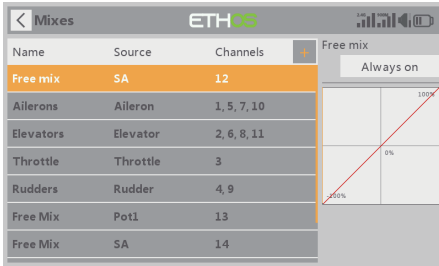 Mixes
ETHOS
Name Source Channels +
Free mix SA 12
Ailerons Aileron 1, 5, 7, 10
Elevators Elevator 2, 6, 8, 11
Throttle Throttle 3
Rudders Rudder 4, 9
Free Mix Pot1 13
Free Mix SA 14
Free mix
Always on
100%
0%
-100%